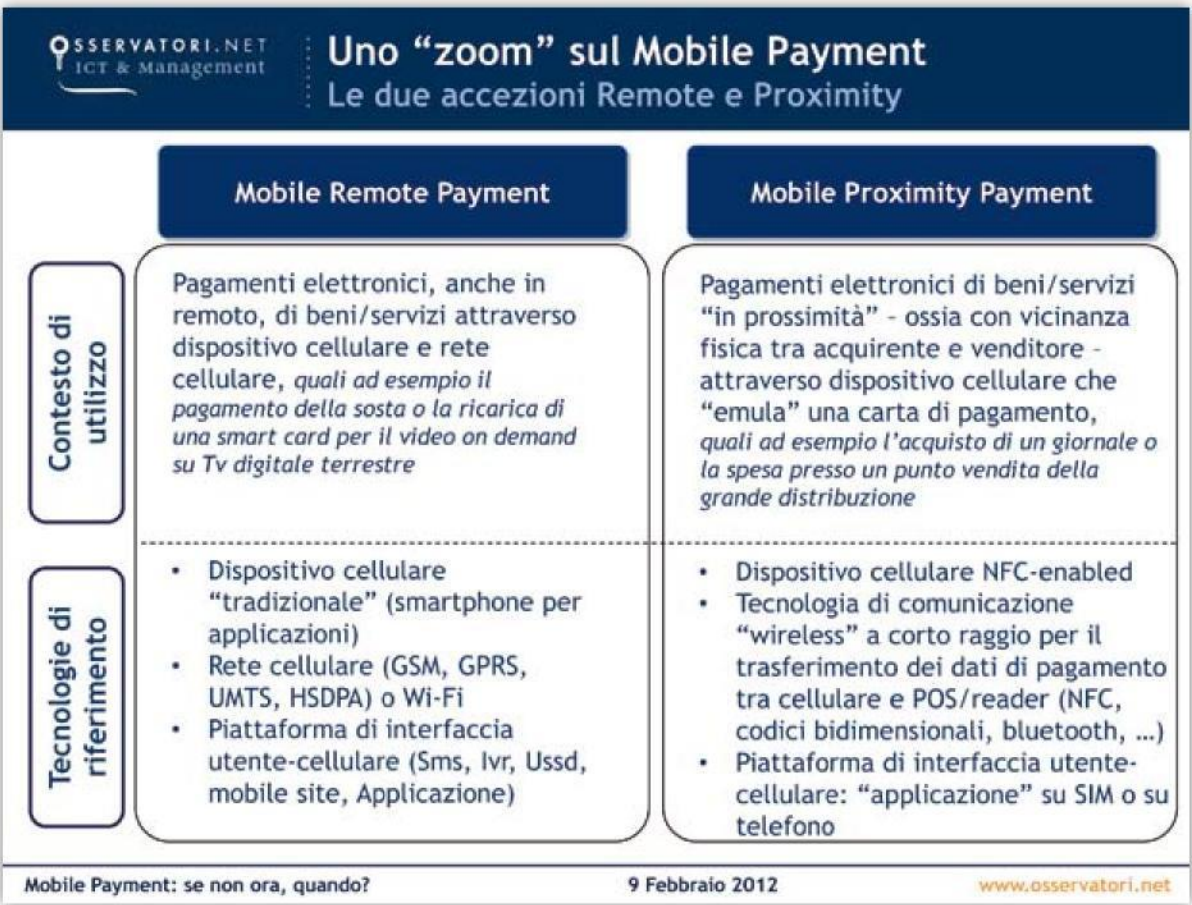 OSSERVATORI.NET
ICT & Management
Uno “zoom” sul Mobile Payment
Le due accezioni Remote e Proximity
Mobile Remote Payment
Mobile Proximity Payment
Contesto di
utilizzo
Pagamenti elettronici, anche in
remoto, di beni/servizi attraverso
dispositivo cellulare e rete
cellulare, quali ad esempio il
pagamento della sosta o la ricarica di
una smart card per il video on demand
su Tv digitale terrestre
Pagamenti elettronici di beni/servizi
“in prossimità” – ossia con vicinanza
fisica tra acquirente e venditore –
attraverso dispositivo cellulare che
“emula” una carta di pagamento,
quali ad esempio l’acquisto di un giornale o
la spesa presso un punto vendita della
grande distribuzione
Tecnologie di
riferimento
• Dispositivo cellulare
“tradizionale” (smartphone per
applicazioni)
• Rete cellulare (GSM, GPRS,
UMTS, HSDPA) o Wi-Fi
• Piattaforma di interfaccia
utente-cellulare (Sms, Ivr, Ussd,
mobile site, Applicazione)
• Dispositivo cellulare NFC-enabled
• Tecnologia di comunicazione
“wireless” a corto raggio per il
trasferimento dei dati di pagamento
tra cellulare e POS/reader (NFC,
codici bidimensionali, bluetooth, …)
• Piattaforma di interfaccia utente-
cellulare: “applicazione” su SIM o su
telefono
Mobile Payment: se non ora, quando?
9 Febbraio 2012
www.osservatori.net